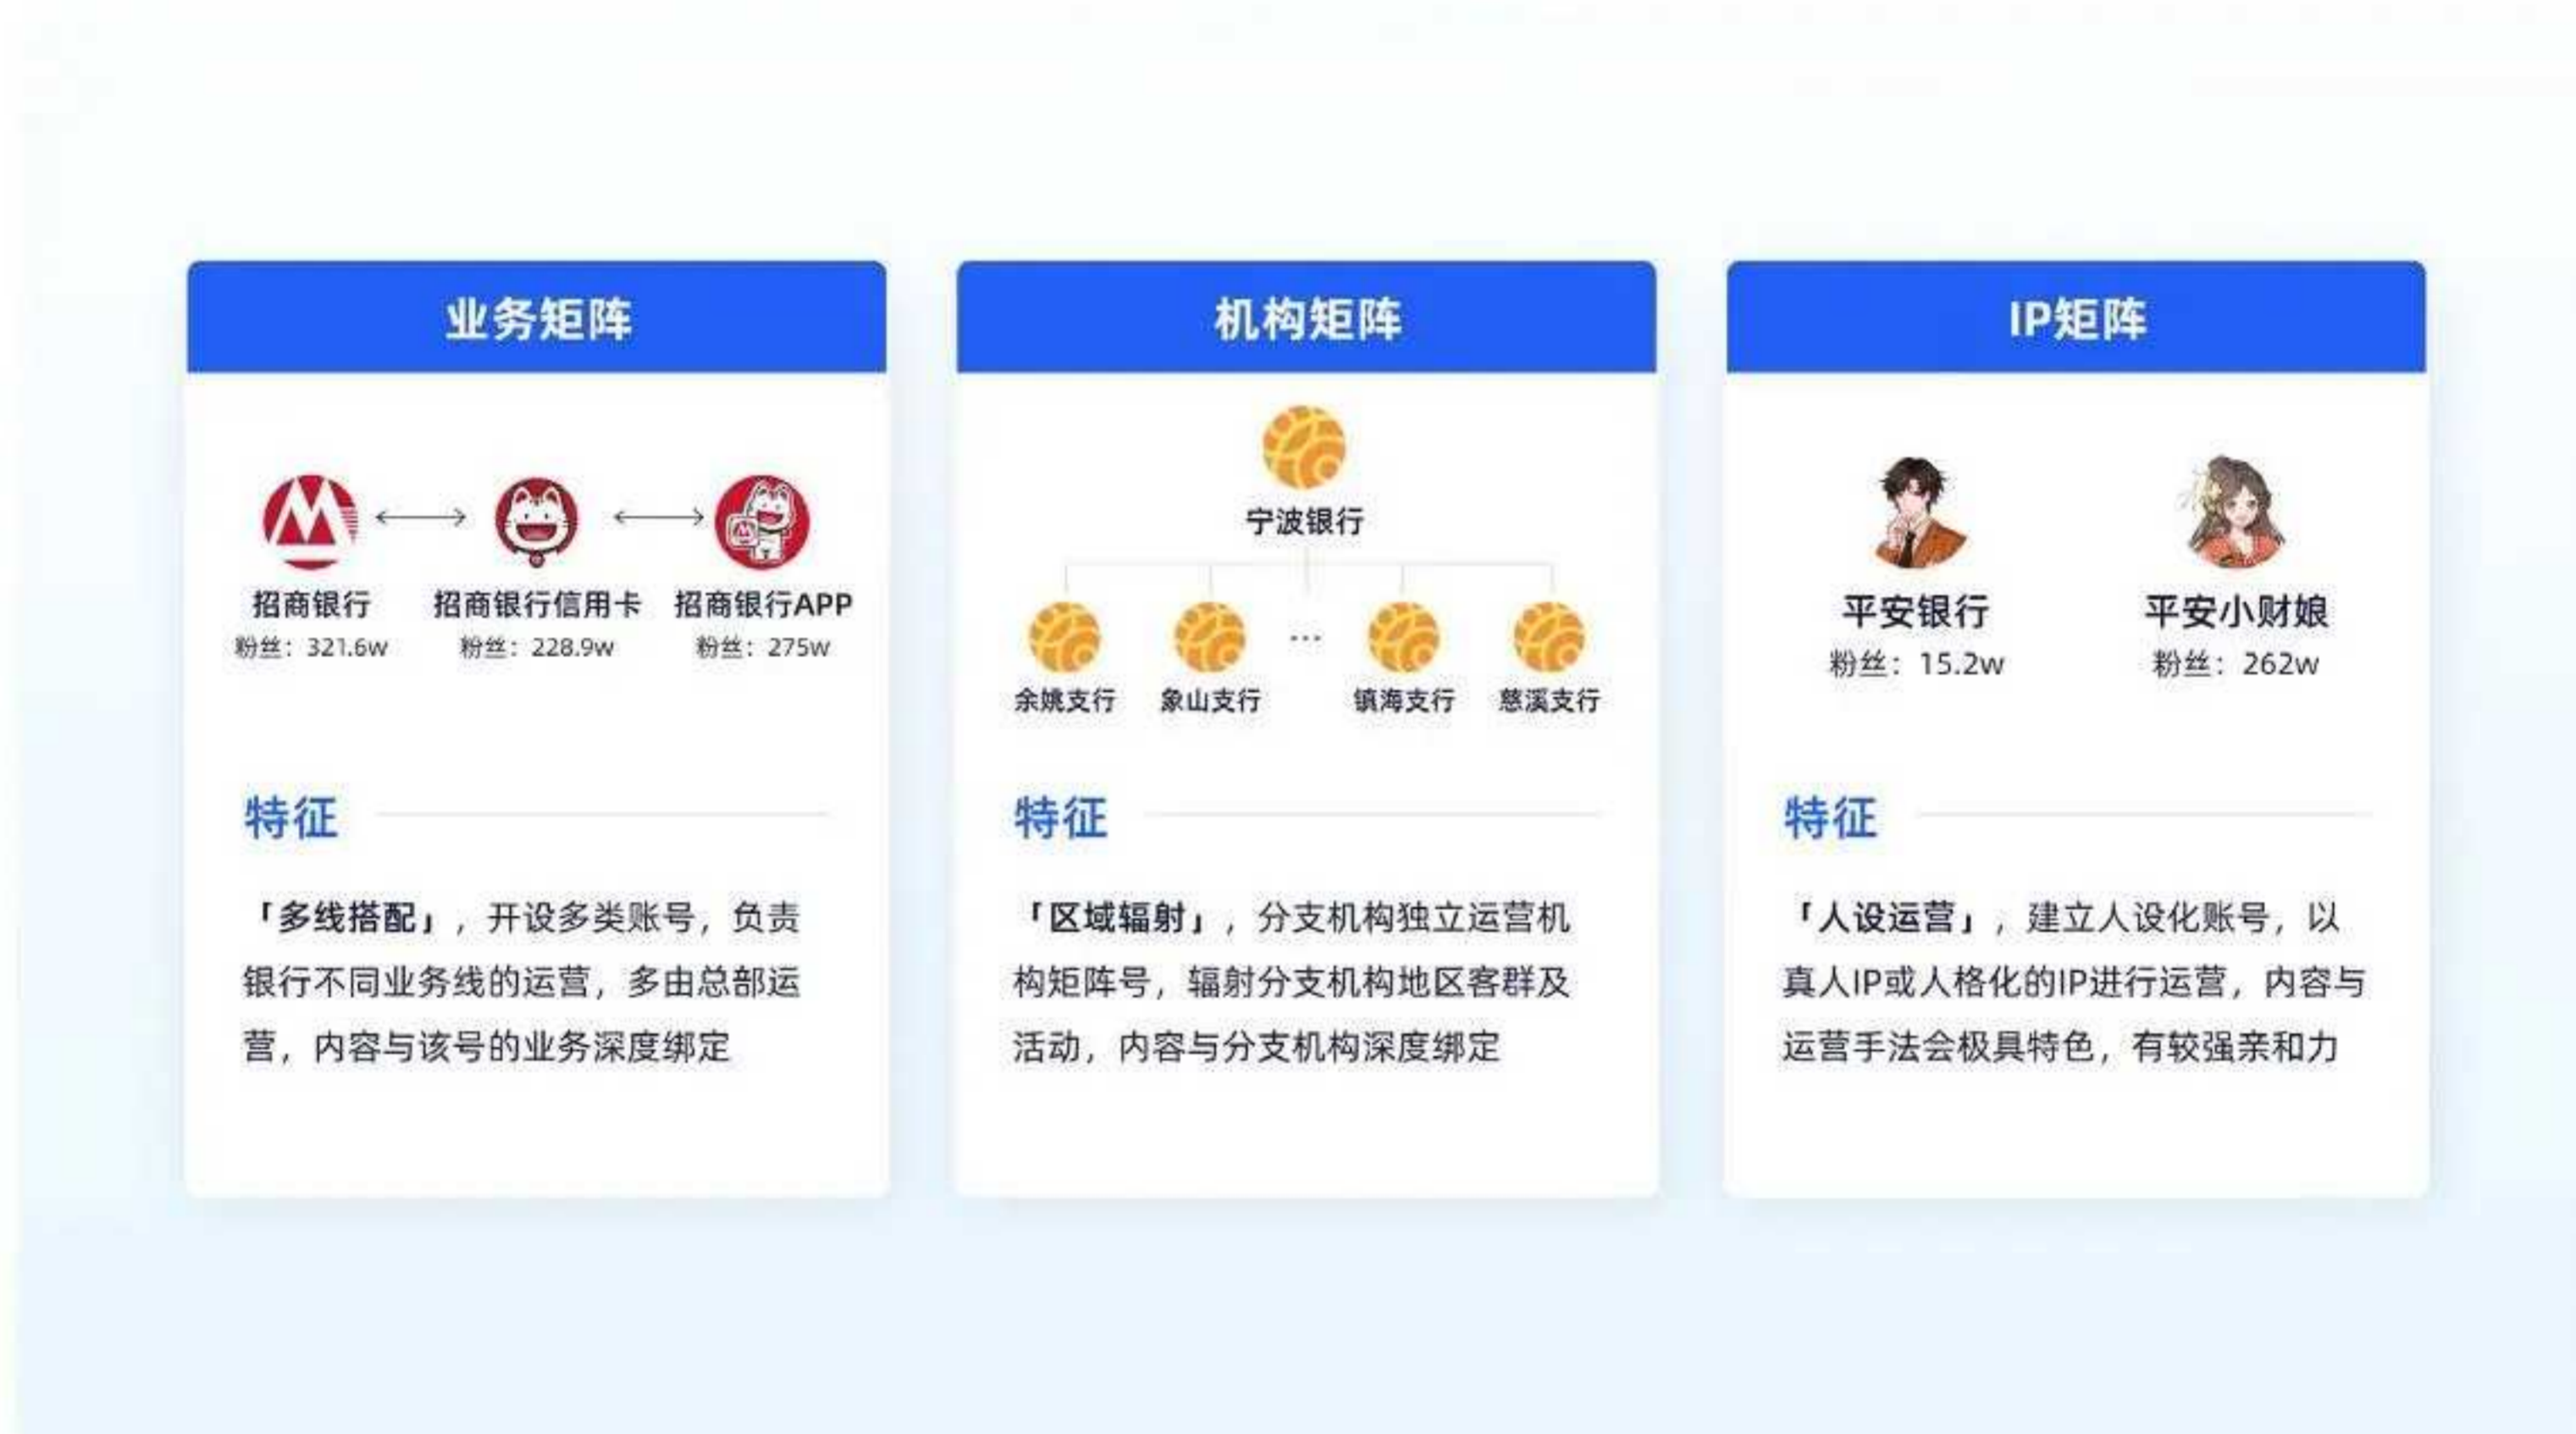 业务矩阵
招商银行
粉丝：321.6w
招商银行信用卡
粉丝：228.9w
招商银行APP
粉丝：275w
特征
「多线搭配」，开设多类账号，负责
银行不同业务线的运营，多由总部运
营，内容与该号的业务深度绑定
机构矩阵
宁波银行
余姚支行
象山支行
...
镇海支行
慈溪支行
特征
「区域辐射」，分支机构独立运营机
构矩阵号，辐射分支机构地区客群及
活动，内容与分支机构深度绑定
IP矩阵
平安银行
粉丝：15.2w
平安小财娘
粉丝：262w
特征
「人设运营」，建立人设化账号，以
真人IP或人格化的IP进行运营，内容与
运营手法会极具特色，有较强亲和力